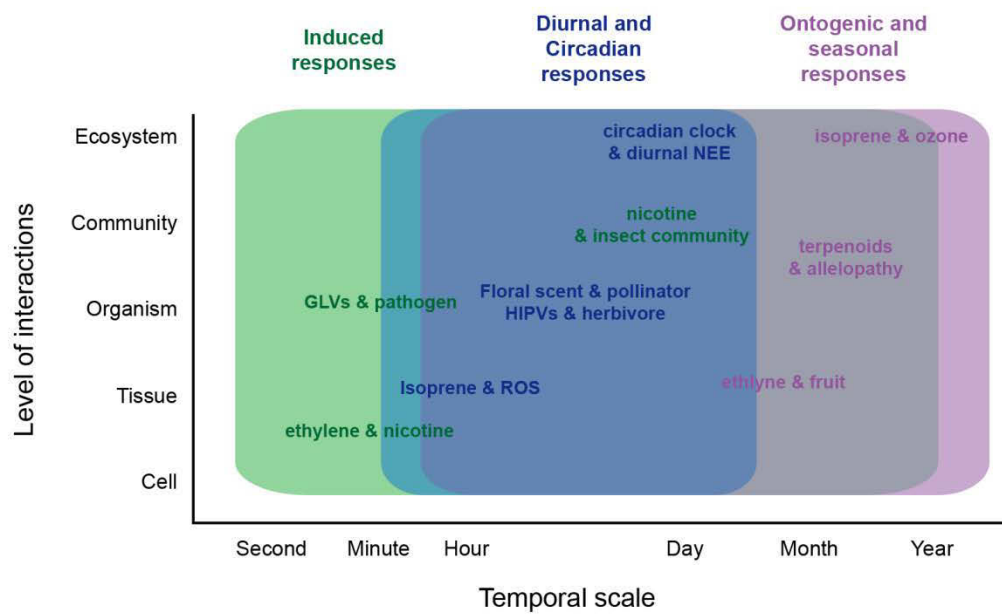 Induced
responses
Diurnal and
Circadian
responses
Ontogenic and
seasonal
responses
Level of interactions
Ecosystem
circadian clock
& diurnal NEE
isoprene & ozone
Community
nicotine
& insect community
terpenoids
& allelopathy
Organism
GLVs & pathogen
Floral scent & pollinator
HIPVs & herbivore
Tissue
Isoprene & ROS
ethlyne & fruit
ethylene & nicotine
Cell
Second
Minute
Hour
Day
Month
Year
Temporal scale